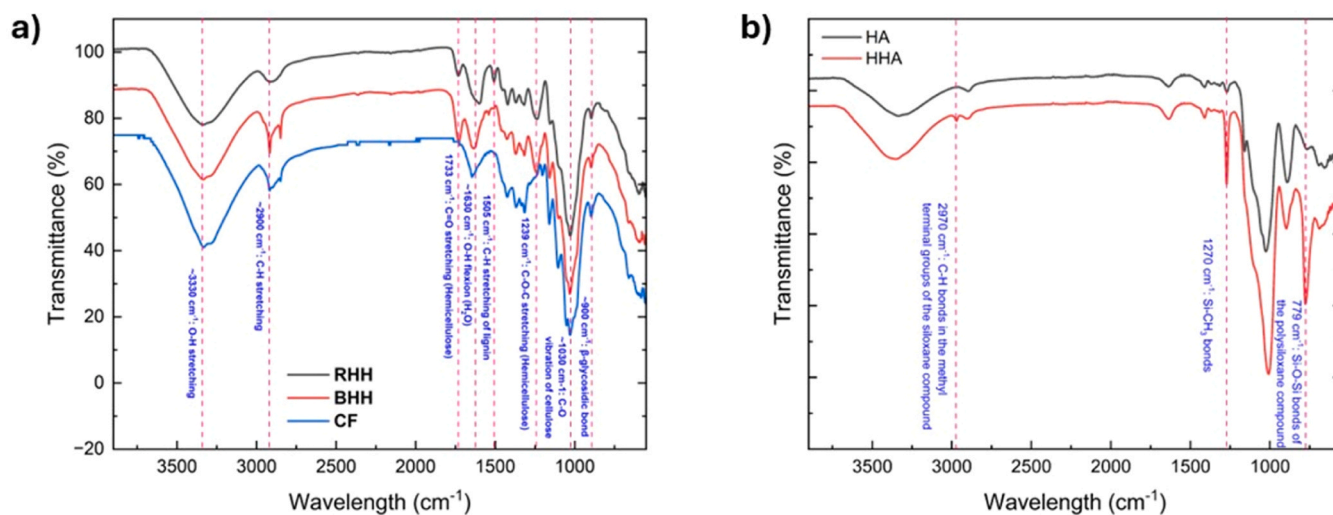 a)
Transmittance (%)
100
80
60
40
20
0
−20
~3330 cm⁻¹: O-H stretching
~2900 cm⁻¹: C-H stretching
1733 cm⁻¹: C=O stretching (Hemicellulose)
~1630 cm⁻¹: O-H flexion (H₂O)
1505 cm⁻¹: C-H stretching of lignin
1239 cm⁻¹: C-O-C stretching (Hemicellulose)
~1030 cm-1: C-O
vibration of cellulose
~900 cm⁻¹: β-glycosidic bond
RHH
BHH
CF
3500
3000
2500
2000
1500
1000
Wavelength (cm⁻¹)
b)
HA
HHA
Transmittance (%)
2970 cm⁻¹: C-H bonds in the methyl
terminal groups of the siloxane compound
1270 cm⁻¹: Si-CH₃ bonds
779 cm⁻¹: Si-O-Si bonds of
the polysiloxane compound
3500
3000
2500
2000
1500
1000
Wavelength (cm⁻¹)